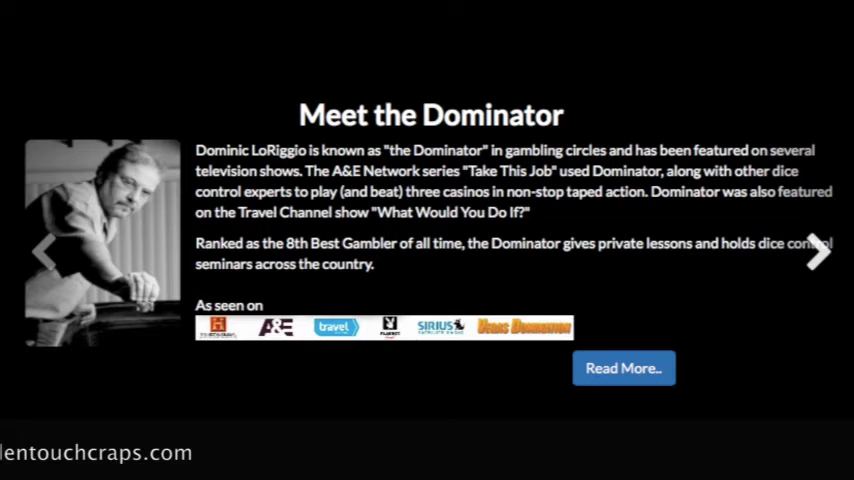 Meet the Dominator
Dominic LoRiggio is known as "the Dominator" in gambling circles and has been featured on several
television shows. The A&E Network series "Take This Job" used Dominator, along with other dice
control experts to play (and beat) three casinos in non-stop taped action. Dominator was also featured
on the Travel Channel show "What Would You Do If?"
Ranked as the 8th Best Gambler of all time, the Dominator gives private lessons and holds dice control
seminars across the country.
As seen on
H A&E travel PLAYBOY SIRIUS VEGAS DOMINATION
Read More..
lentouchcraps.com